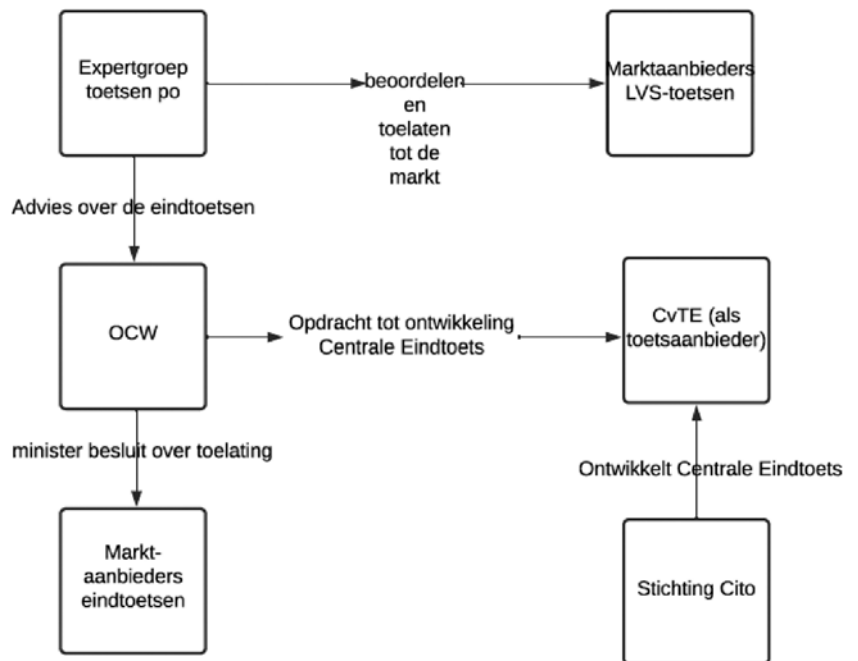 Expertgroep
toetsen po
beoordelen
en
toelaten
tot de
markt
Marktaanbieders
LVS-toetsen
Advies over de eindtoetsen
OCW
Opdracht tot ontwikkeling
Centrale Eindtoets
CvTE (als
toetsaanbieder)
minister besluit over toelating
Ontwikkelt Centrale Eindtoets
Markt-
aanbieders
eindtoetsen
Stichting Cito